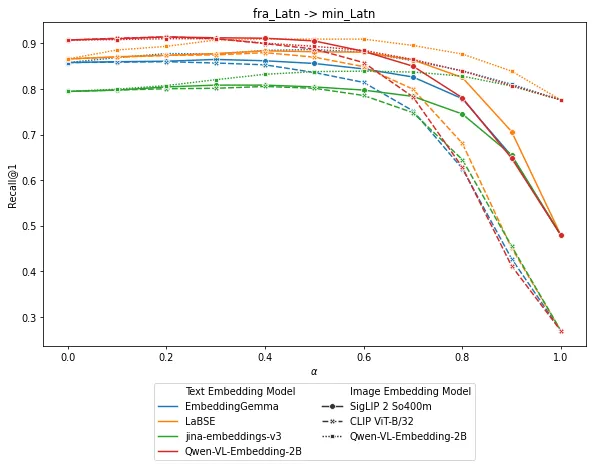 fra_Latn -> min_Latn
Recall@1
0.9
0.8
0.7
0.6
0.5
0.4
0.3
0.0
0.2
0.4
0.6
0.8
1.0
α
Text Embedding Model
EmbeddingGemma
LaBSE
jina-embeddings-v3
Qwen-VL-Embedding-2B
Image Embedding Model
SigLIP 2 So400m
CLIP ViT-B/32
Qwen-VL-Embedding-2B